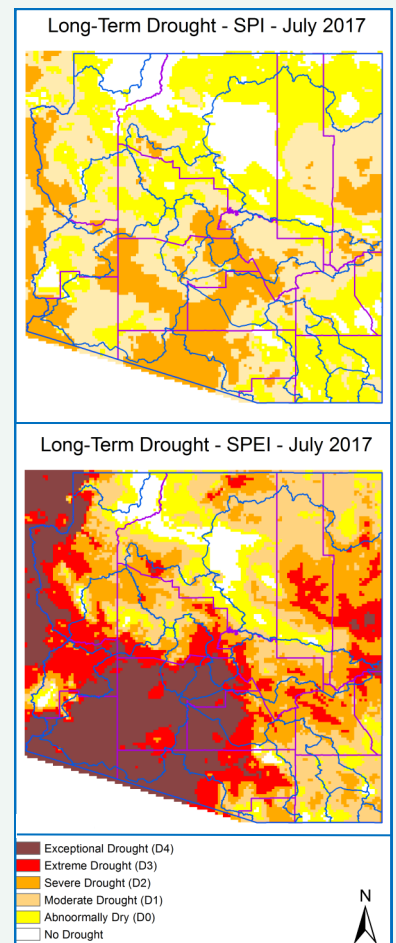 Long-Term Drought - SPI - July 2017
Long-Term Drought - SPEI - July 2017
Exceptional Drought (D4)
Extreme Drought (D3)
Severe Drought (D2)
Moderate Drought (D1)
Abnoormally Dry (D0)
No Drought
N